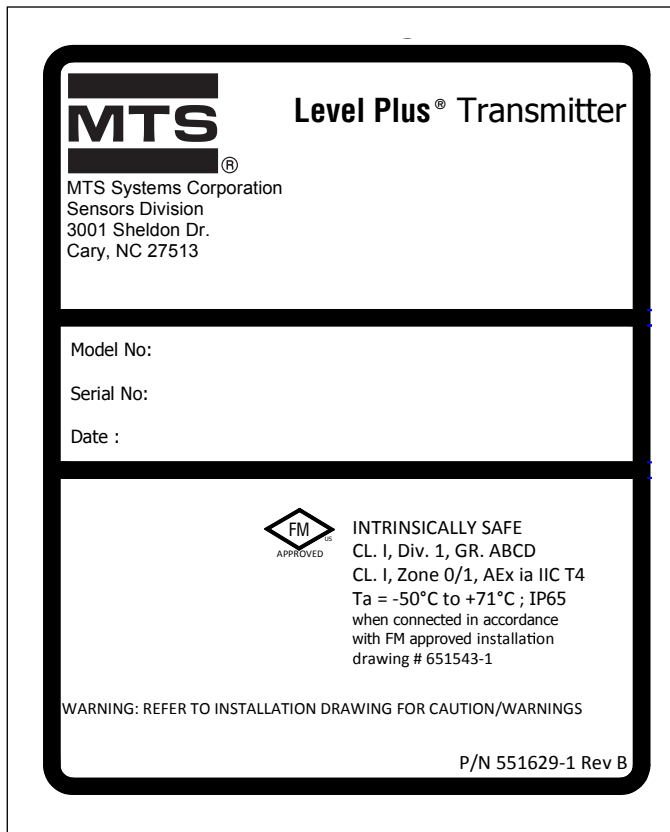 MTS
®
Level Plus® Transmitter
MTS Systems Corporation
Sensors Division
3001 Sheldon Dr.
Cary, NC 27513
Model No:
Serial No:
Date :
FM
us
APPROVED
INTRINSICALLY SAFE
CL. I, Div. 1, GR. ABCD
CL. I, Zone 0/1, AEx ia IIC T4
Ta = -50°C to +71°C ; IP65
when connected in accordance
with FM approved installation
drawing # 651543-1
WARNING: REFER TO INSTALLATION DRAWING FOR CAUTION/WARNINGS
P/N 551629-1 Rev B